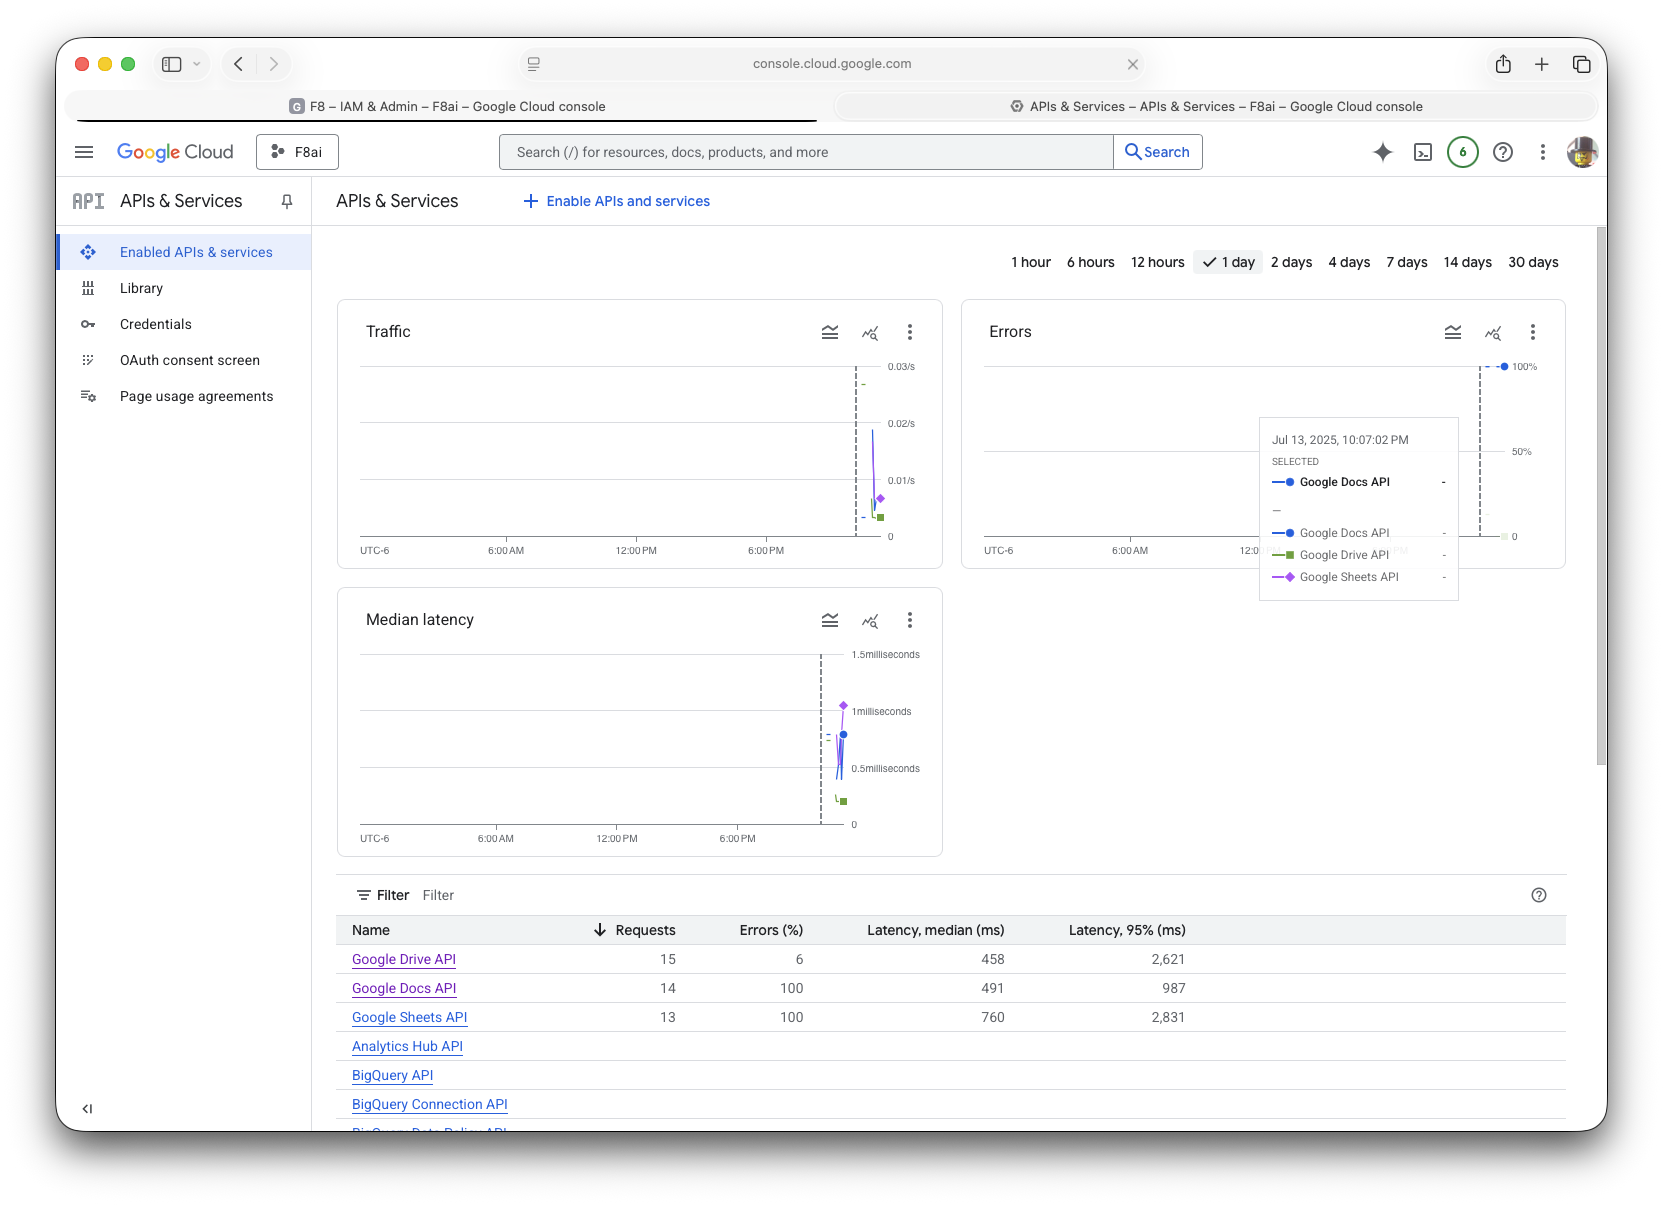 console.cloud.google.com
G F8 – IAM & Admin – F8ai – Google Cloud console
APIs & Services – APIs & Services – F8ai – Google Cloud console
Google Cloud
F8ai
Search (/) for resources, docs, products, and more
Search
6
API APIs & Services
APIs & Services
Enable APIs and services
Enabled APIs & services
Library
Credentials
OAuth consent screen
Page usage agreements
1 hour 6 hours 12 hours 1 day 2 days 4 days 7 days 14 days 30 days
Traffic
0.03/s
0.02/s
0.01/s
0
UTC-6 6:00 AM 12:00 PM 6:00 PM
Errors
100%
50%
0
UTC-6 6:00 AM 12:0
Jul 13, 2025, 10:07:02 PM
SELECTED
Google Docs API -
—
Google Docs API -
Google Drive API -
Google Sheets API -
Median latency
1.5milliseconds
1milliseconds
0.5milliseconds
0
UTC-6 6:00 AM 12:00 PM 6:00 PM
Filter Filter
Name Requests Errors (%) Latency, median (ms) Latency, 95% (ms)
Google Drive API 15 6 458 2,621
Google Docs API 14 100 491 987
Google Sheets API 13 100 760 2,831
Analytics Hub API
BigQuery API
BigQuery Connection API